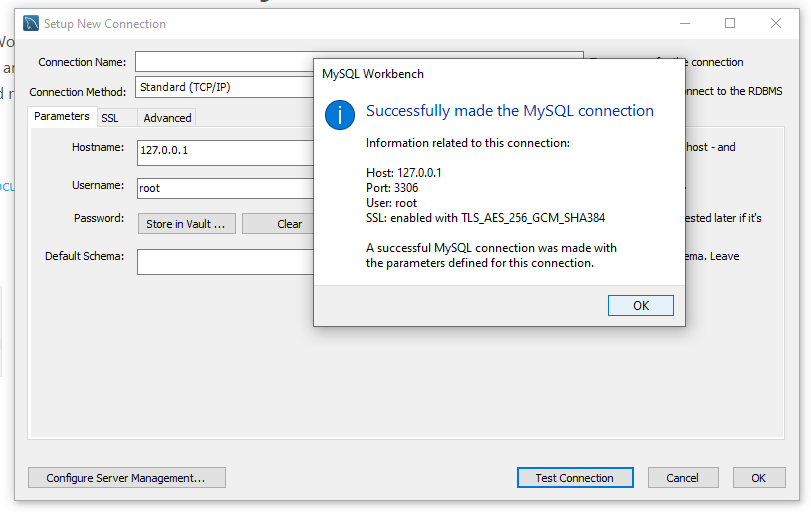 Setup New Connection
Connection Name:
the connection
Connection Method: Standard (TCP/IP)
connect to the RDBMS
Parameters SSL Advanced
Hostname: 127.0.0.1
host - and
Username: root
Password: Store in Vault ... Clear
later if it's
Default Schema:
Leave
MySQL Workbench
Successfully made the MySQL connection
Information related to this connection:
Host: 127.0.0.1
Port: 3306
User: root
SSL: enabled with TLS_AES_256_GCM_SHA384
A successful MySQL connection was made with
the parameters defined for this connection.
OK
Configure Server Management... Test Connection Cancel OK